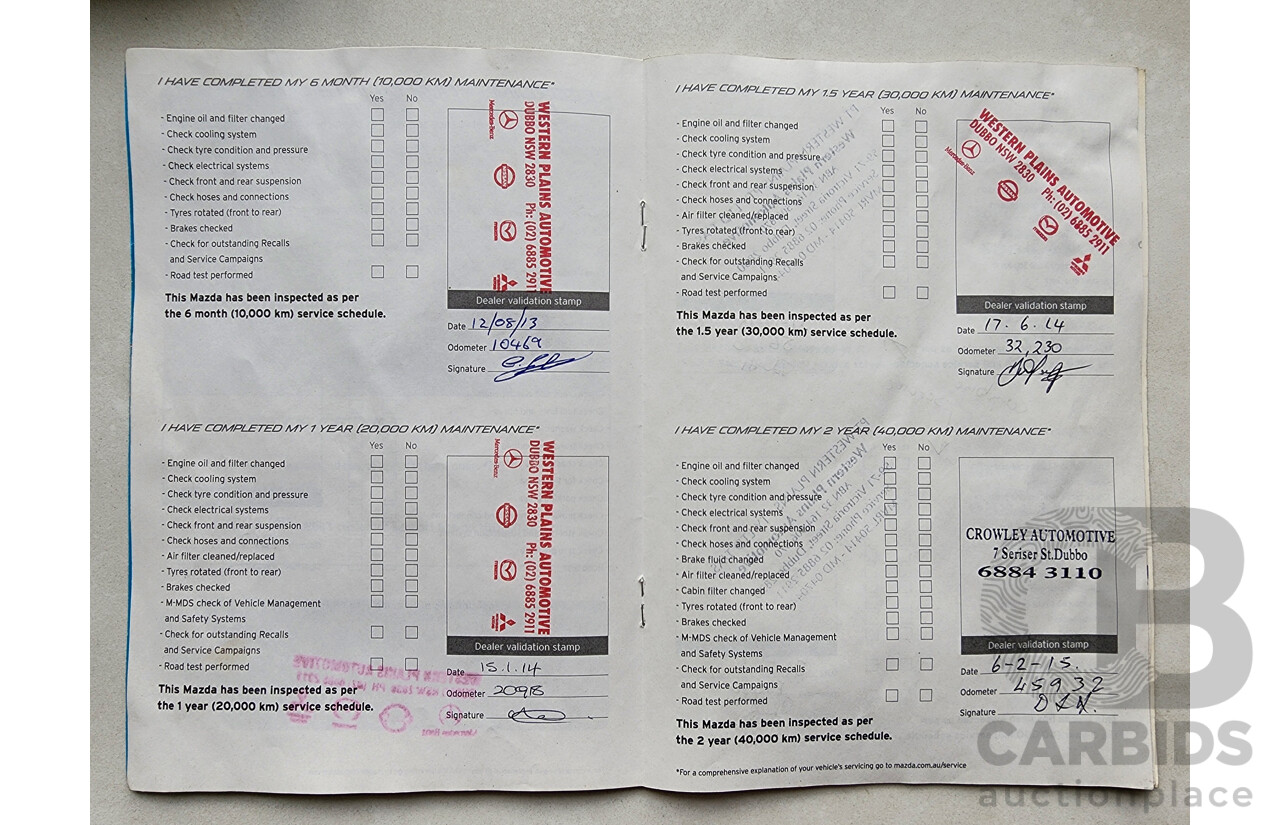 I HAVE COMPLETED MY 6 MONTH (10,000 KM) MAINTENANCE*
Yes No
- Engine oil and filter changed
- Check cooling system
- Check tyre condition and pressure
- Check electrical systems
- Check front and rear suspension
- Check hoses and connections
- Tyres rotated (front to rear)
- Brakes checked
- Check for outstanding Recalls
and Service Campaigns
- Road test performed
This Mazda has been inspected as per
the 6 month (10,000 km) service schedule.
WESTERN PLAINS AUTOMOTIVE
DUBBO NSW 2830 Ph: (02) 6885 2911
Mercedes-Benz
Dealer validation stamp
Date 12/08/13
Odometer 10469
Signature
I HAVE COMPLETED MY 1 YEAR (20,000 KM) MAINTENANCE*
Yes No
- Engine oil and filter changed
- Check cooling system
- Check tyre condition and pressure
- Check electrical systems
- Check front and rear suspension
- Check hoses and connections
- Air filter cleaned/replaced
- Tyres rotated (front to rear)
- Brakes checked
- M-MDS check of Vehicle Management
and Safety Systems
- Check for outstanding Recalls
and Service Campaigns
- Road test performed
This Mazda has been inspected as per
the 1 year (20,000 km) service schedule.
WESTERN PLAINS AUTOMOTIVE
DUBBO NSW 2830 Ph: (02) 6885 2911
Mercedes-Benz
Dealer validation stamp
Date 15.1.14
Odometer 20918
Signature
I HAVE COMPLETED MY 1.5 YEAR (30,000 KM) MAINTENANCE*
Yes No
- Engine oil and filter changed
- Check cooling system
- Check tyre condition and pressure
- Check electrical systems
- Check front and rear suspension
- Check hoses and connections
- Air filter cleaned/replaced
- Tyres rotated (front to rear)
- Brakes checked
- Check for outstanding Recalls
and Service Campaigns
- Road test performed
This Mazda has been inspected as per
the 1.5 year (30,000 km) service schedule.
WESTERN PLAINS AUTOMOTIVE
DUBBO NSW 2830 Ph: (02) 6885 2911
Mercedes-Benz
Dealer validation stamp
Date 17.6.14
Odometer 32,230
Signature
I HAVE COMPLETED MY 2 YEAR (40,000 KM) MAINTENANCE*
Yes No
- Engine oil and filter changed
- Check cooling system
- Check tyre condition and pressure
- Check electrical systems
- Check front and rear suspension
- Check hoses and connections
- Brake fluid changed
- Air filter cleaned/replaced
- Cabin filter changed
- Tyres rotated (front to rear)
- Brakes checked
- M-MDS check of Vehicle Management
and Safety Systems
- Check for outstanding Recalls
and Service Campaigns
- Road test performed
This Mazda has been inspected as per
the 2 year (40,000 km) service schedule.
CROWLEY AUTOMOTIVE
7 Seriser St.Dubbo
6884 3110
Dealer validation stamp
Date 6-2-15
Odometer 45932
Signature
*For a comprehensive explanation of your vehicle's servicing go to mazda.com.au/service
CARBIDS
auctionplace